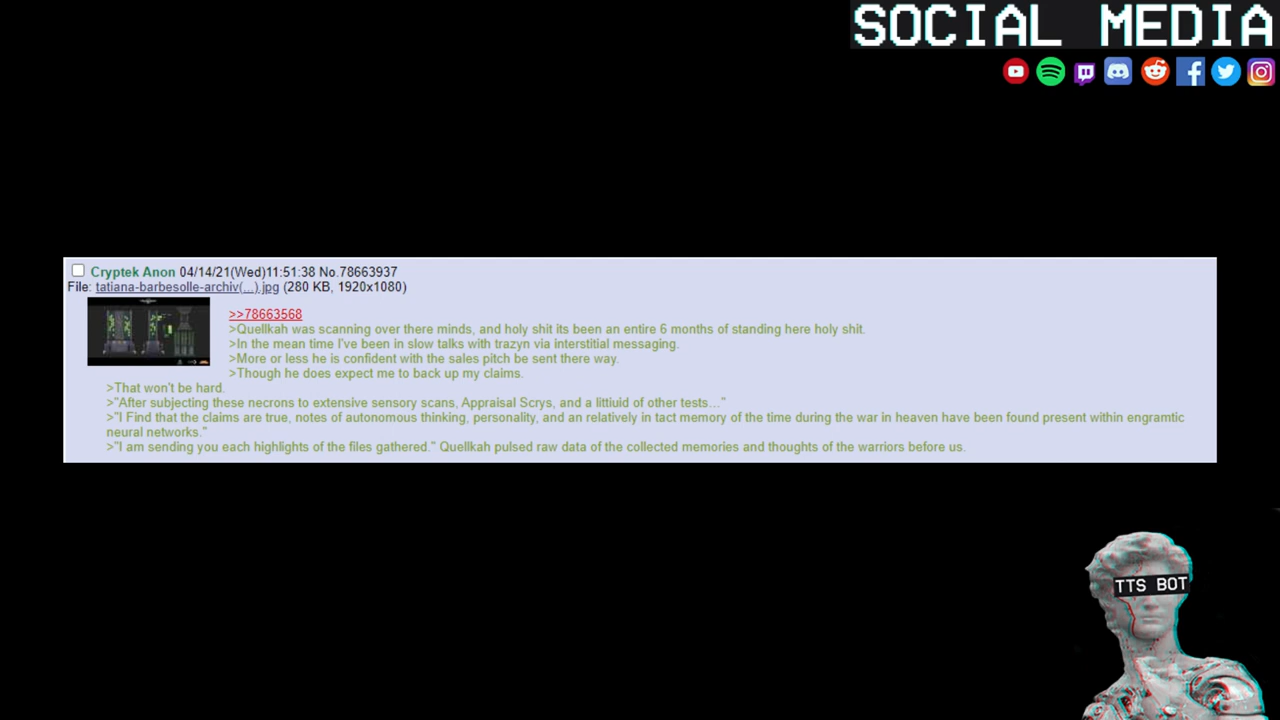 SOCIAL MEDIA
Cryptek Anon 04/14/21(Wed)11:51:38 No.78663937
File: tatiana-barbesolle-archiv(...).jpg (280 KB, 1920x1080)
>>78663568
>Quellkah was scanning over there minds, and holy shit its been an entire 6 months of standing here holy shit.
>In the mean time I've been in slow talks with trazyn via interstitial messaging.
>More or less he is confident with the sales pitch be sent there way.
>Though he does expect me to back up my claims.
>That won't be hard.
>"After subjecting these necrons to extensive sensory scans, Appraisal Scrys, and a littiuid of other tests…"
>"I Find that the claims are true, notes of autonomous thinking, personality, and an relatively in tact memory of the time during the war in heaven have been found present within engramtic
neural networks."
>"I am sending you each highlights of the files gathered." Quellkah pulsed raw data of the collected memories and thoughts of the warriors before us.
TTS BOT